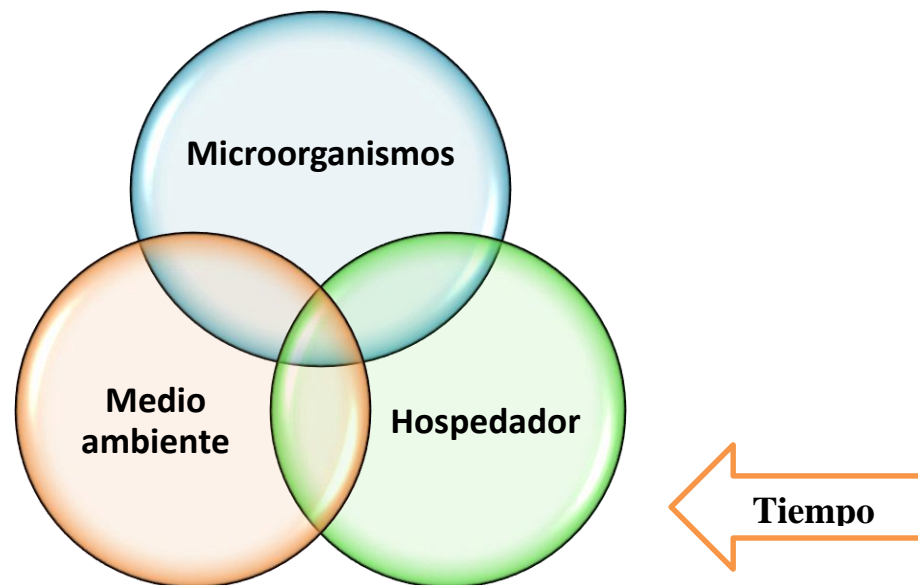 Microorganismos
Medio
ambiente
Hospedador
Tiempo